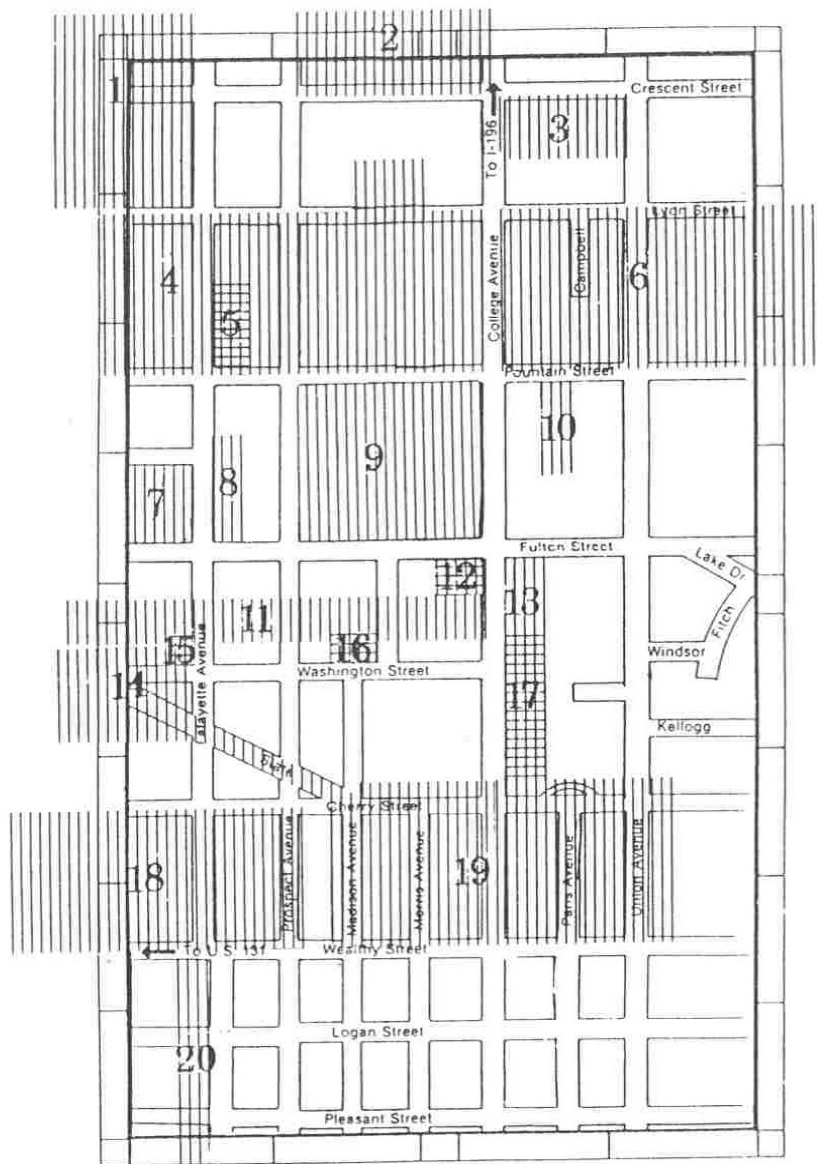 2
1
Crescent Street
3
To I-196
Lyon Street
4
5
College Avenue
Campbell
6
Fountain Street
7
8
9
10
Fulton Street
Lake Dr
Fitch
11
12
13
Windsor
14
15
16
Lafayette Avenue
Washington Street
17
Kellogg
State
Cherry Street
18
Prospect Avenue
Madison Avenue
Morris Avenue
19
Paris Avenue
Union Avenue
To U.S. 131
Wealthy Street
Logan Street
20
Pleasant Street